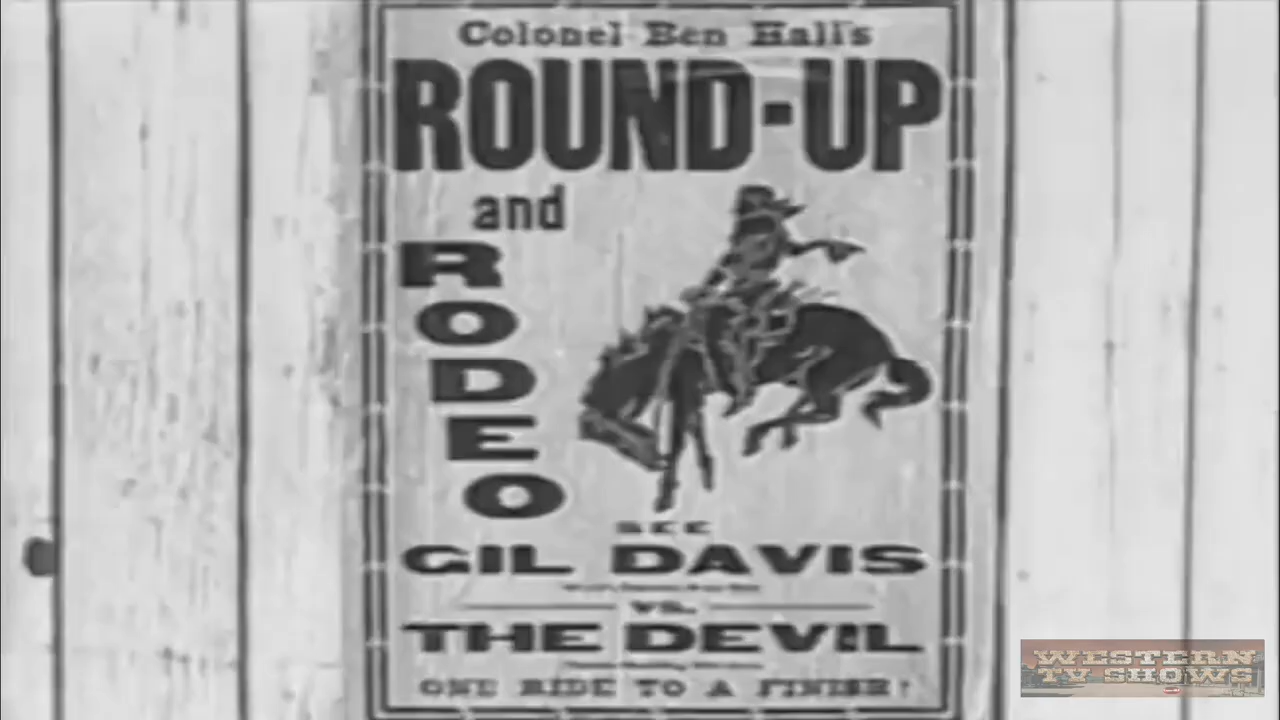 Colonel Ben Hall's
ROUND-UP
and
RODEO
SEE
GIL DAVIS
VS.
THE DEVIL
ONE RIDE TO A FINISH!
WESTERN
TV SHOWS